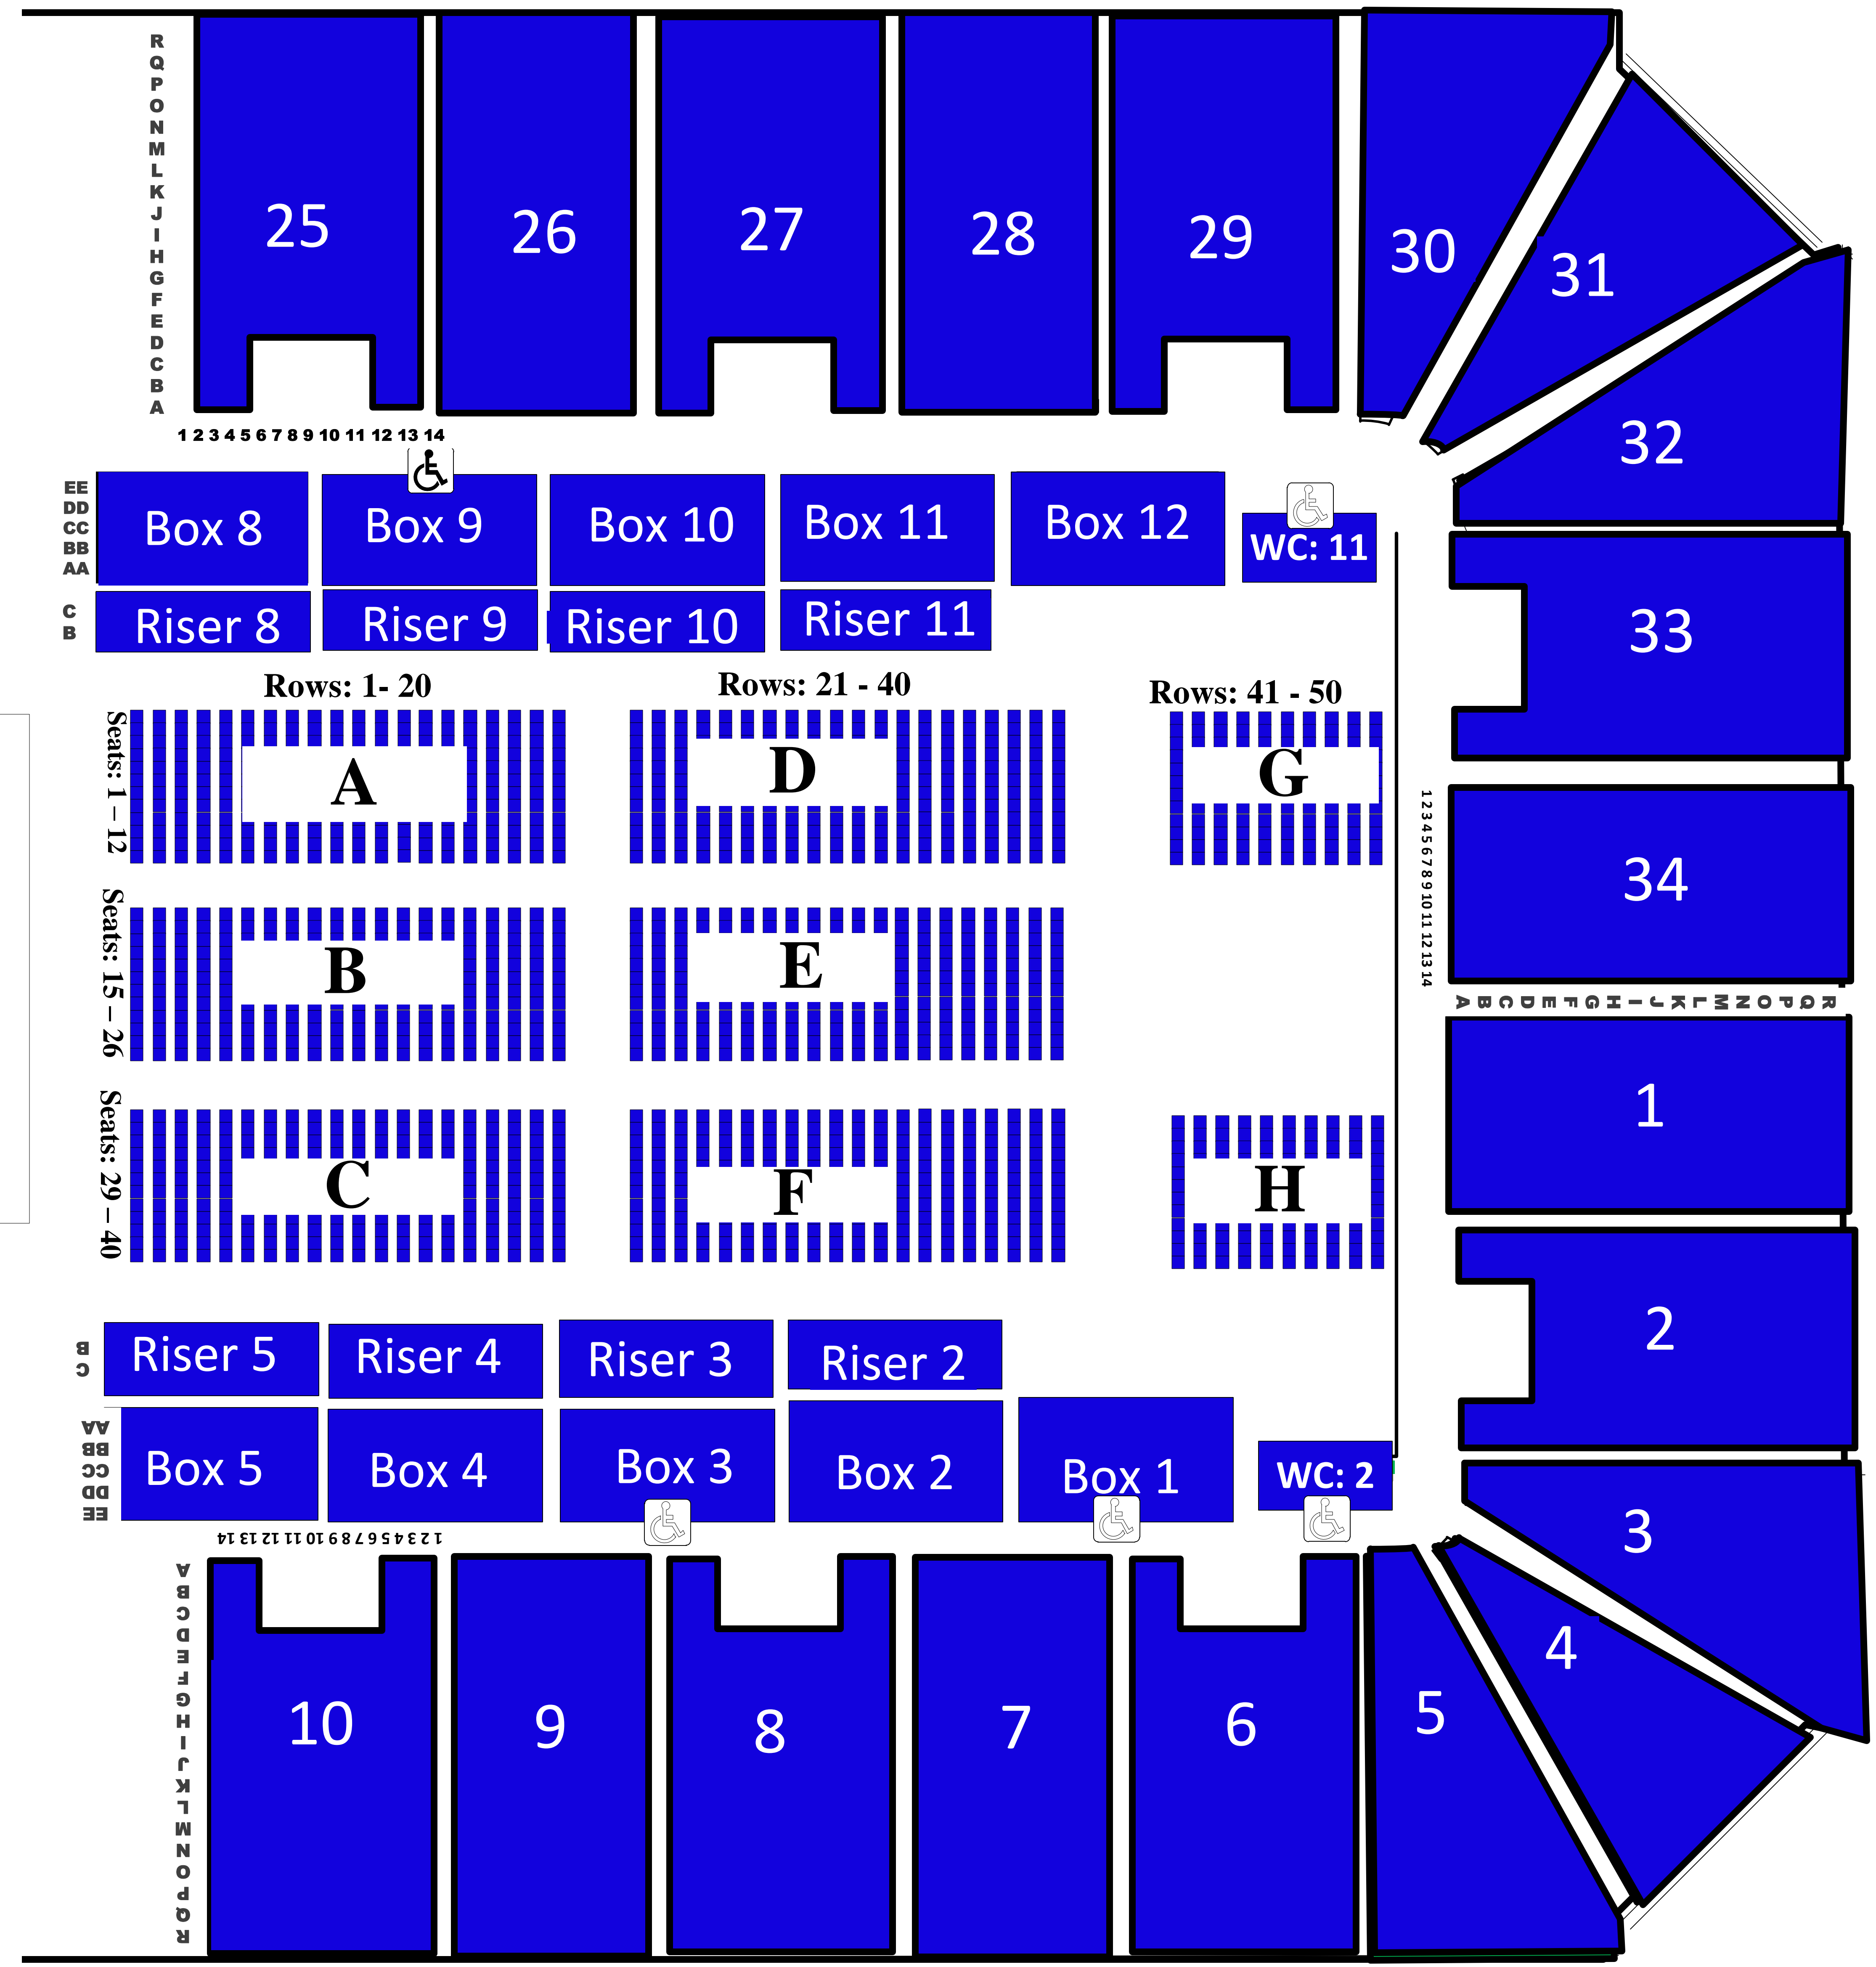 R
Q
P
O
N
M
L
K
J
I
H
G
F
E
D
C
B
A
25
26
27
28
29
30
31
32
1 2 3 4 5 6 7 8 9 10 11 12 13 14
EE
DD
CC
BB
AA
Box 8
Box 9
Box 10
Box 11
Box 12
WC: 11
C
B
Riser 8
Riser 9
Riser 10
Riser 11
33
Rows: 1- 20
Rows: 21 - 40
Rows: 41 - 50
Seats: 1 – 12
A
D
G
1 2 3 4 5 6 7 8 9 10 11 12 13 14
34
Seats: 15 – 26
B
E
A B C D E F G H I J K L M N O P Q R
1
Seats: 29 – 40
C
F
H
2
B
C
Riser 5
Riser 4
Riser 3
Riser 2
AA
BB
CC
DD
EE
Box 5
Box 4
Box 3
Box 2
Box 1
WC: 2
3
1 2 3 4 5 6 7 8 9 10 11 12 13 14
A
B
C
D
E
F
G
H
I
J
K
L
M
N
O
P
Q
R
10
9
8
7
6
5
4